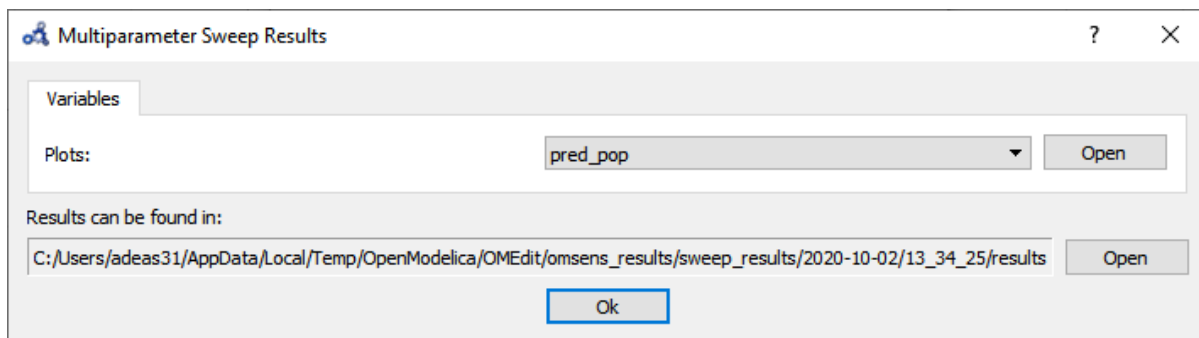 Multiparameter Sweep Results ?
Variables
Plots: pred_pop Open
Results can be found in:
C:/Users/adeas31/AppData/Local/Temp/OpenModelica/OMEdit/omsens_results/sweep_results/2020-10-02/13_34_25/results Open
Ok